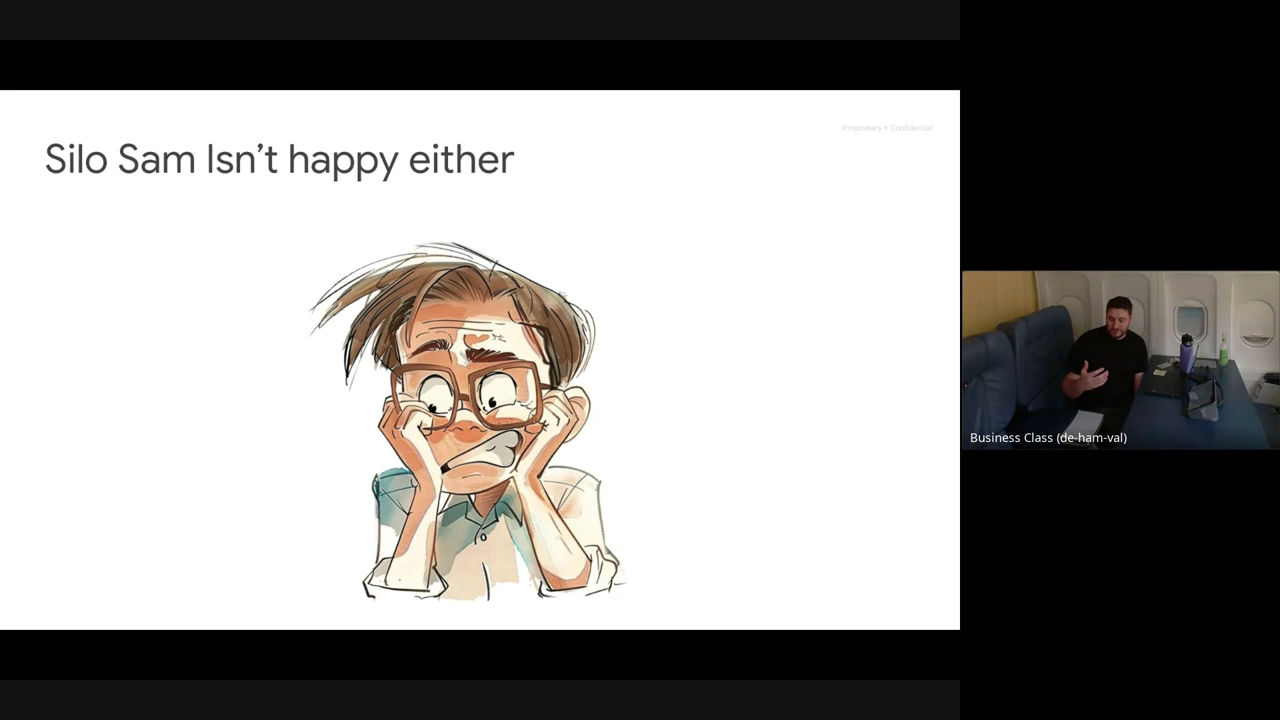 Proprietary + Confidential
Silo Sam Isn’t happy either
Business Class (de-ham-val)